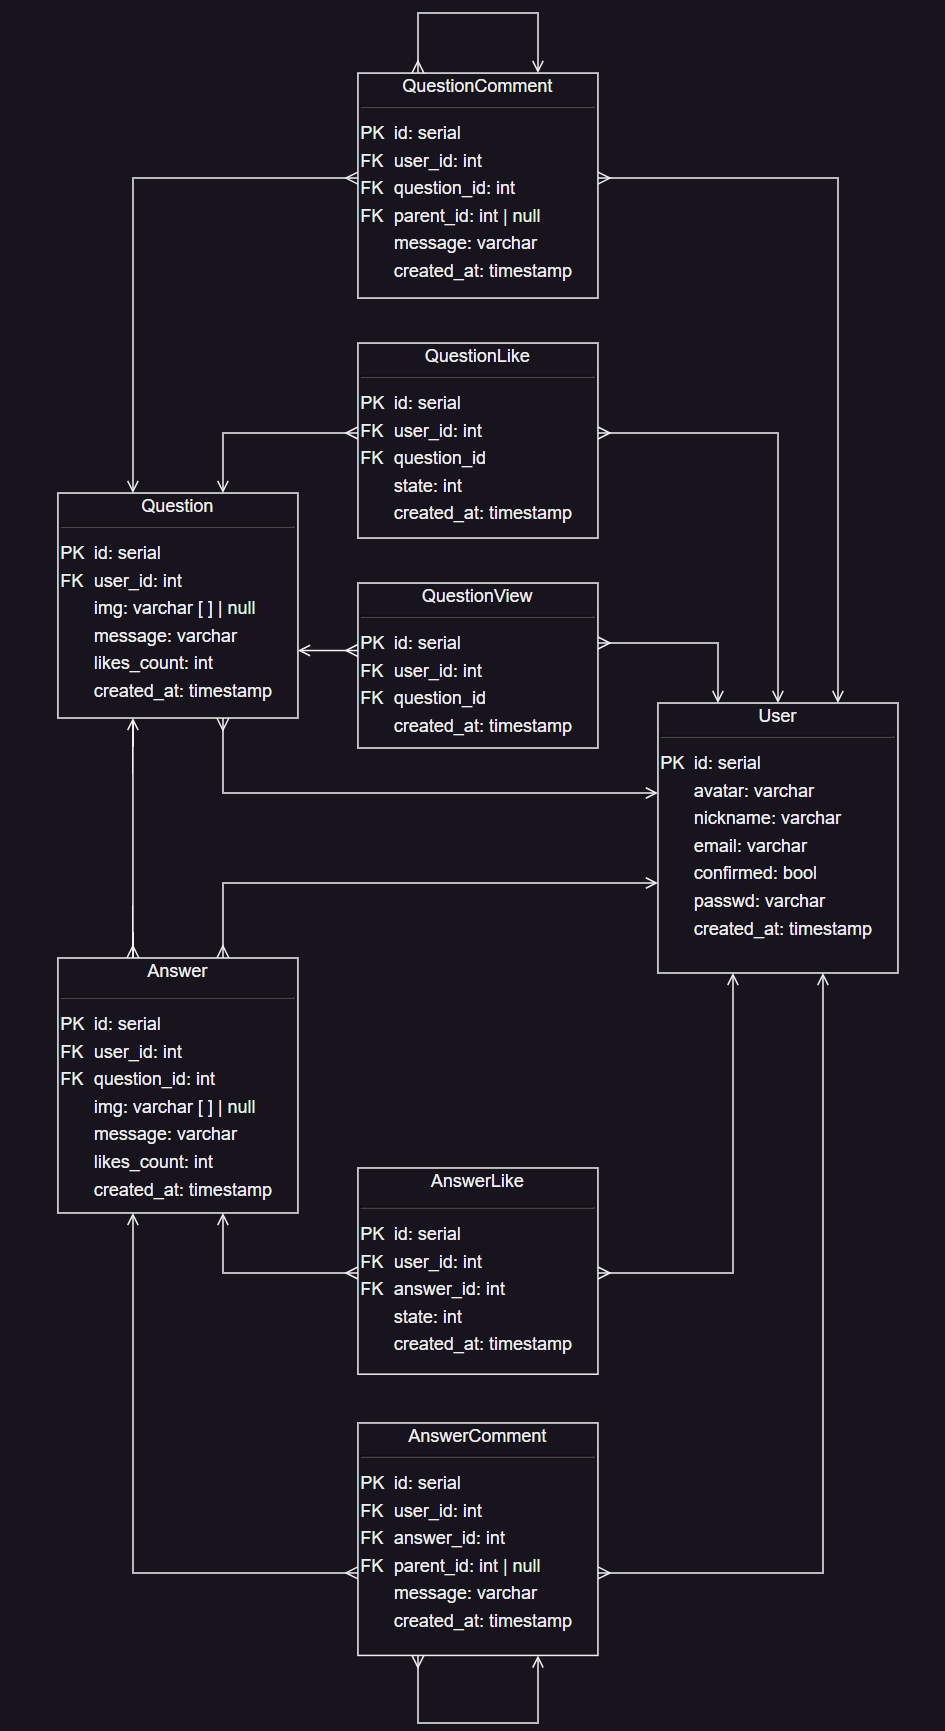 QuestionComment
PK id: serial
FK user_id: int
FK question_id: int
FK parent_id: int | null
message: varchar
created_at: timestamp
QuestionLike
PK id: serial
FK user_id: int
FK question_id
state: int
created_at: timestamp
Question
PK id: serial
FK user_id: int
img: varchar [ ] | null
message: varchar
likes_count: int
created_at: timestamp
QuestionView
PK id: serial
FK user_id: int
FK question_id
created_at: timestamp
User
PK id: serial
avatar: varchar
nickname: varchar
email: varchar
confirmed: bool
passwd: varchar
created_at: timestamp
Answer
PK id: serial
FK user_id: int
FK question_id: int
img: varchar [ ] | null
message: varchar
likes_count: int
created_at: timestamp
AnswerLike
PK id: serial
FK user_id: int
FK answer_id: int
state: int
created_at: timestamp
AnswerComment
PK id: serial
FK user_id: int
FK answer_id: int
FK parent_id: int | null
message: varchar
created_at: timestamp